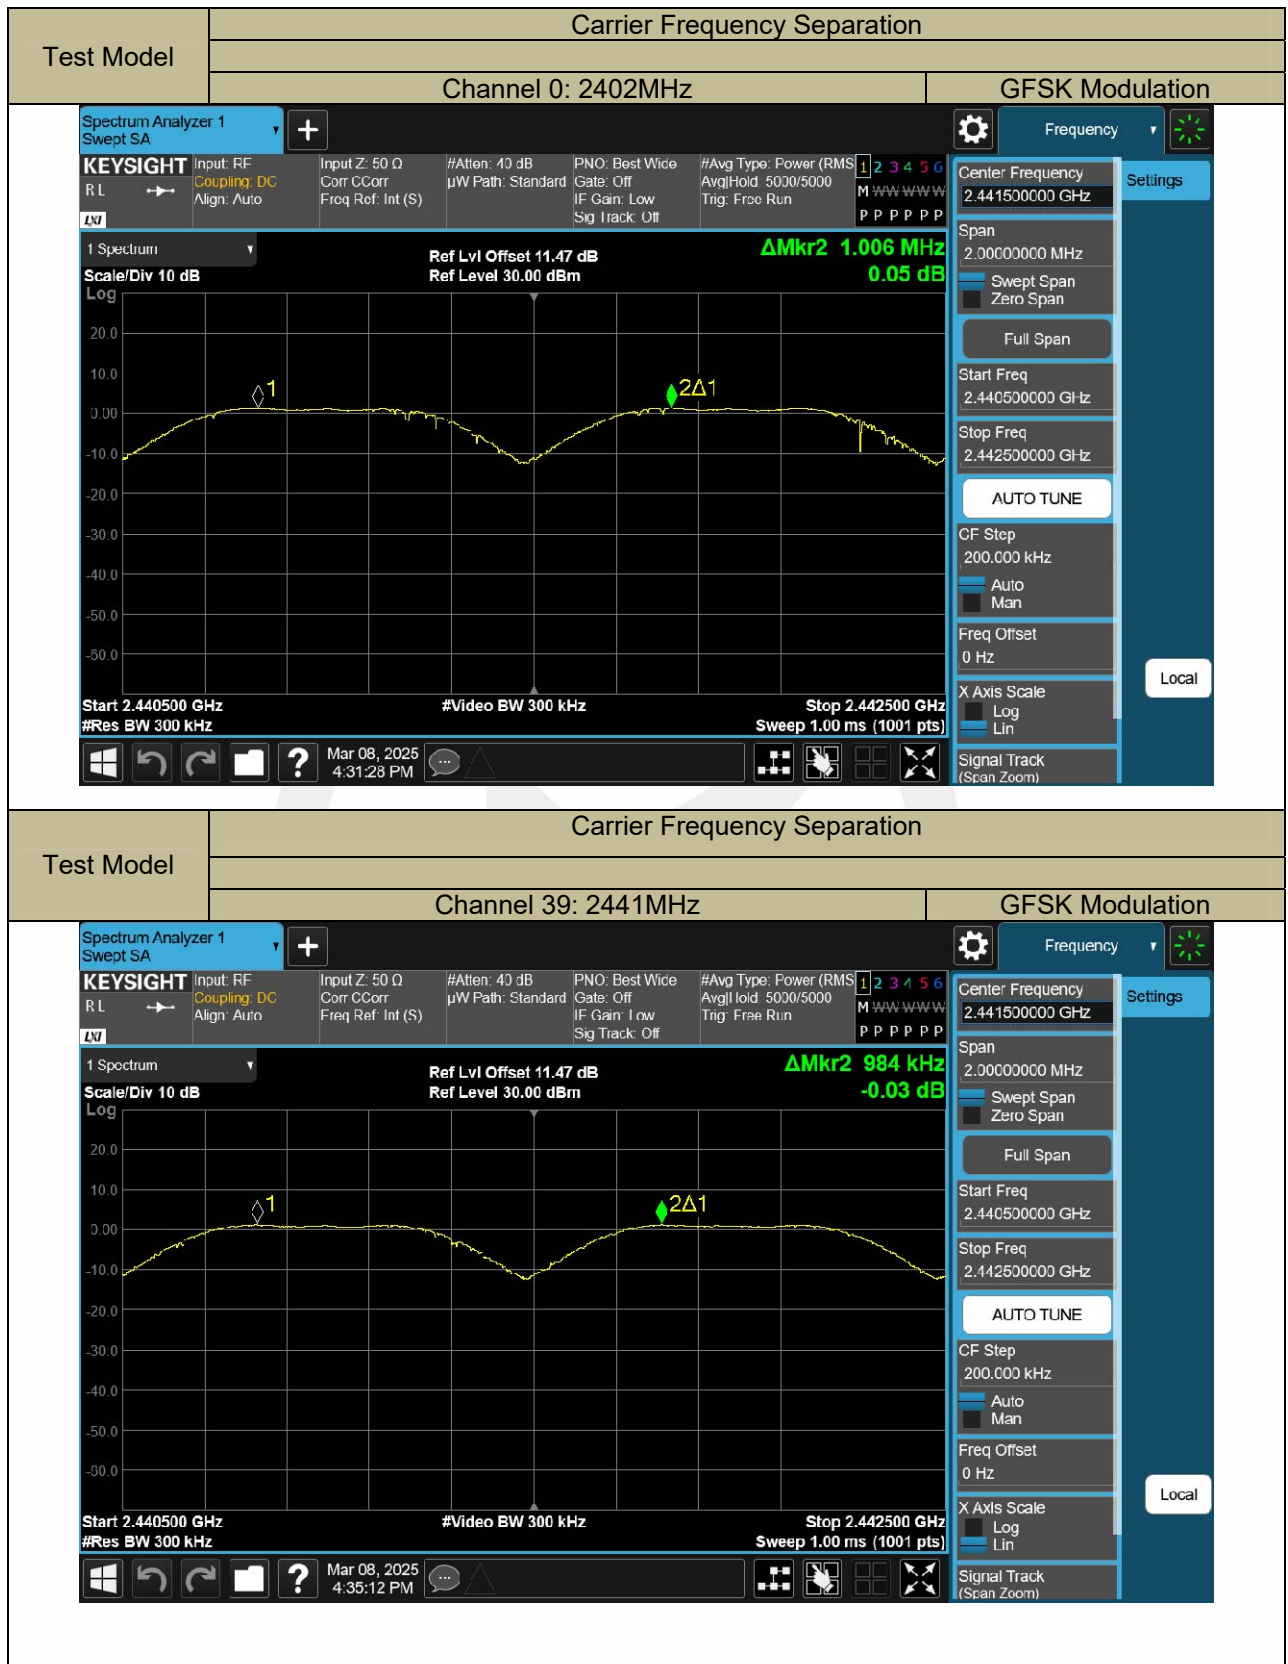 Test Model
Carrier Frequency Separation
Channel 0: 2402MHz
GFSK Modulation
Spectrum Analyzer 1
Swept SA
Frequency
KEYSIGHT
R L
LXI
Input: RF
Coupling: DC
Align: Auto
Input Z: 50 Ω
Corr CCorr
Freq Ref: Int (S)
#Atten: 40 dB
µW Path: Standard
PNO: Best Wide
Gate: Off
IF Gain: Low
Sig Track: Off
#Avg Type: Power (RMS
Avg|Hold: 5000/5000
Trig: Free Run
1 2 3 4 5 6
M W W W W W
P P P P P P
Center Frequency
2.441500000 GHz
Settings
1 Spectrum
Scale/Div 10 dB
Log
Ref Lvl Offset 11.47 dB
Ref Level 30.00 dBm
ΔMkr2 1.006 MHz
0.05 dB
Span
2.00000000 MHz
Swept Span
Zero Span
Full Span
Start Freq
2.440500000 GHz
Stop Freq
2.442500000 GHz
AUTO TUNE
CF Step
200.000 kHz
Auto
Man
Freq Offset
0 Hz
X Axis Scale
Log
Lin
Signal Track
(Span Zoom)
Local
20.0
10.0
0.00
-10.0
-20.0
-30.0
-40.0
-50.0
-60.0
1
2Δ1
Start 2.440500 GHz
#Res BW 300 kHz
#Video BW 300 kHz
Stop 2.442500 GHz
Sweep 1.00 ms (1001 pts)
?
Mar 08, 2025
4:31:28 PM
Test Model
Carrier Frequency Separation
Channel 39: 2441MHz
GFSK Modulation
Spectrum Analyzer 1
Swept SA
Frequency
KEYSIGHT
R L
LXI
Input: RF
Coupling: DC
Align: Auto
Input Z: 50 Ω
Corr CCorr
Freq Ref: Int (S)
#Atten: 40 dB
µW Path: Standard
PNO: Best Wide
Gate: Off
IF Gain: Low
Sig Track: Off
#Avg Type: Power (RMS
Avg|Hold: 5000/5000
Trig: Free Run
1 2 3 4 5 6
M W W W W W
P P P P P P
Center Frequency
2.441500000 GHz
Settings
1 Spectrum
Scale/Div 10 dB
Log
Ref Lvl Offset 11.47 dB
Ref Level 30.00 dBm
ΔMkr2 984 kHz
-0.03 dB
Span
2.00000000 MHz
Swept Span
Zero Span
Full Span
Start Freq
2.440500000 GHz
Stop Freq
2.442500000 GHz
AUTO TUNE
CF Step
200.000 kHz
Auto
Man
Freq Offset
0 Hz
X Axis Scale
Log
Lin
Signal Track
(Span Zoom)
Local
20.0
10.0
0.00
-10.0
-20.0
-30.0
-40.0
-50.0
-60.0
1
2Δ1
Start 2.440500 GHz
#Res BW 300 kHz
#Video BW 300 kHz
Stop 2.442500 GHz
Sweep 1.00 ms (1001 pts)
?
Mar 08, 2025
4:35:12 PM